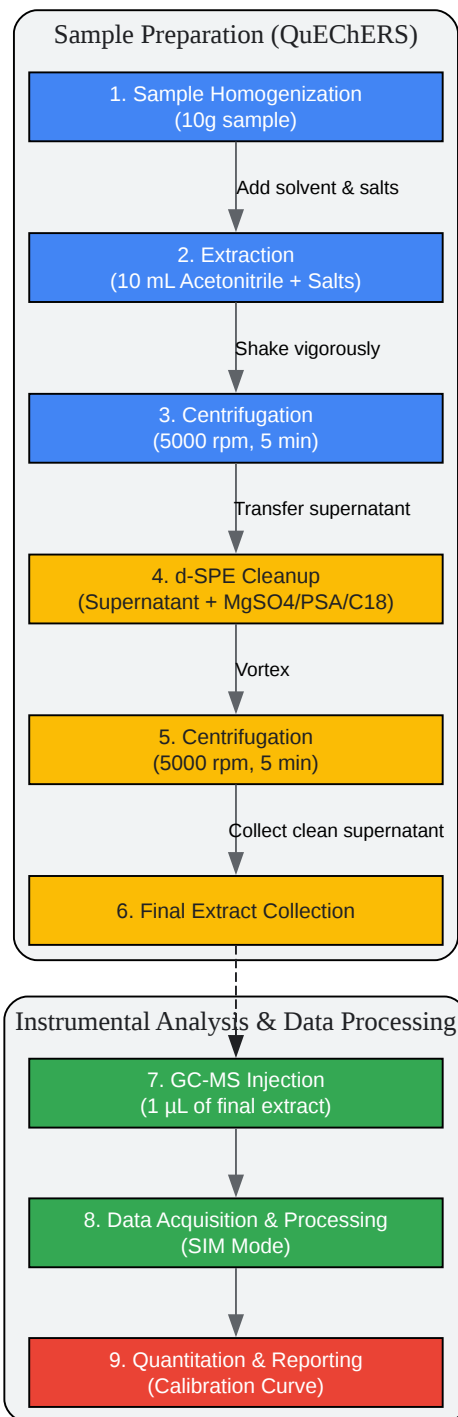 Sample Preparation (QuEChERS)
1. Sample Homogenization
(10g sample)
Add solvent & salts
2. Extraction
(10 mL Acetonitrile + Salts)
Shake vigorously
3. Centrifugation
(5000 rpm, 5 min)
Transfer supernatant
4. d-SPE Cleanup
(Supernatant + MgSO4/PSA/C18)
Vortex
5. Centrifugation
(5000 rpm, 5 min)
Collect clean supernatant
6. Final Extract Collection
Instrumental Analysis & Data Processing
7. GC-MS Injection
(1 µL of final extract)
8. Data Acquisition & Processing
(SIM Mode)
9. Quantitation & Reporting
(Calibration Curve)